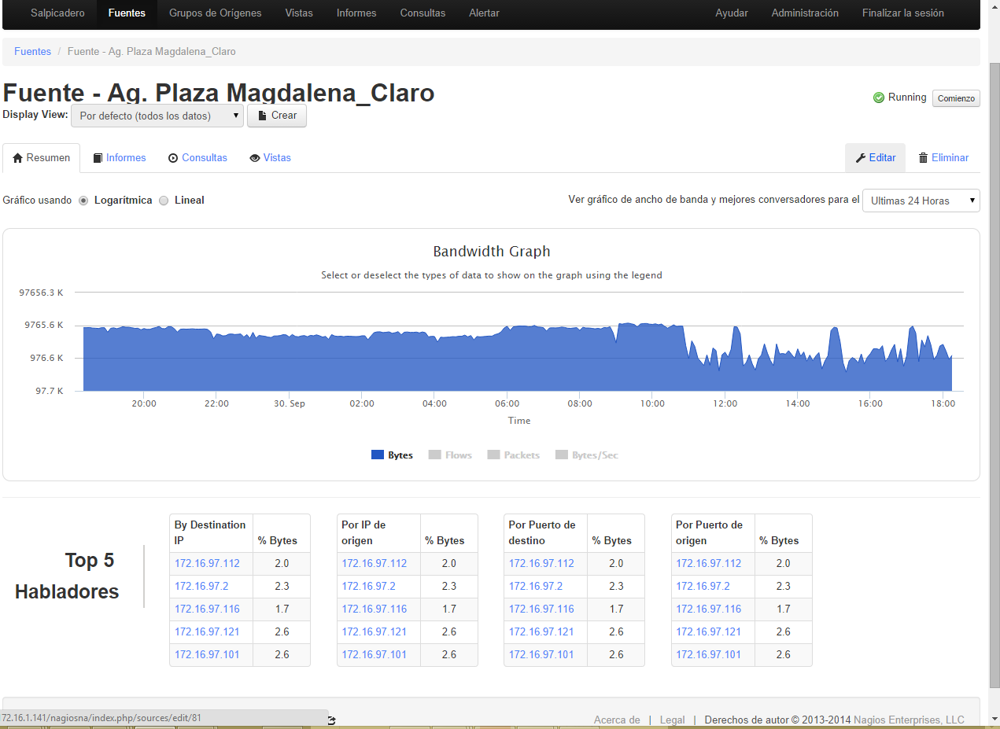 Salpicadero Fuentes Grupos de Orígenes Vistas Informes Consultas Alertar Ayudar Administración Finalizar la sesión
Fuentes / Fuente - Ag. Plaza Magdalena_Claro
Fuente - Ag. Plaza Magdalena_Claro
Running Comienzo
Display View: Por defecto (todos los datos) Crear
Resumen Informes Consultas Vistas Editar Eliminar
Gráfico usando Logarítmica Lineal Ver gráfico de ancho de banda y mejores conversadores para el Ultimas 24 Horas
Bandwidth Graph
Select or deselect the types of data to show on the graph using the legend
97656.3 K
9765.6 K
976.6 K
97.7 K
20:00 22:00 30. Sep 02:00 04:00 06:00 08:00 10:00 12:00 14:00 16:00 18:00
Time
Bytes Flows Packets Bytes/Sec
Top 5
Habladores
By Destination
IP % Bytes
172.16.97.112 2.0
172.16.97.2 2.3
172.16.97.116 1.7
172.16.97.121 2.6
172.16.97.101 2.6
Por IP de
origen % Bytes
172.16.97.112 2.0
172.16.97.2 2.3
172.16.97.116 1.7
172.16.97.121 2.6
172.16.97.101 2.6
Por Puerto de
destino % Bytes
172.16.97.112 2.0
172.16.97.2 2.3
172.16.97.116 1.7
172.16.97.121 2.6
172.16.97.101 2.6
Por Puerto de
origen % Bytes
172.16.97.112 2.0
172.16.97.2 2.3
172.16.97.116 1.7
172.16.97.121 2.6
172.16.97.101 2.6
72.16.1.141/nagiosna/index.php/sources/edit/81
Acerca de | Legal | Derechos de autor © 2013-2014 Nagios Enterprises, LLC